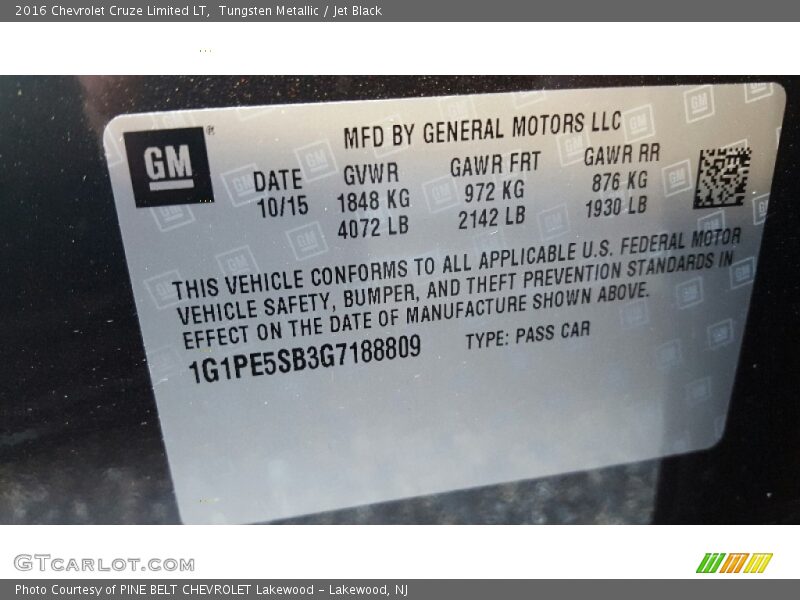 2016 Chevrolet Cruze Limited LT,  Tungsten Metallic / Jet Black
GM®
MFD BY GENERAL MOTORS LLC
DATE GVWR GAWR FRT GAWR RR
10/15 1848 KG 972 KG 876 KG
4072 LB 2142 LB 1930 LB
THIS VEHICLE CONFORMS TO ALL APPLICABLE U.S. FEDERAL MOTOR
VEHICLE SAFETY, BUMPER, AND THEFT PREVENTION STANDARDS IN
EFFECT ON THE DATE OF MANUFACTURE SHOWN ABOVE.
1G1PE5SB3G7188809 TYPE: PASS CAR
GTcarlot.com
Photo Courtesy of PINE BELT CHEVROLET Lakewood – Lakewood, NJ